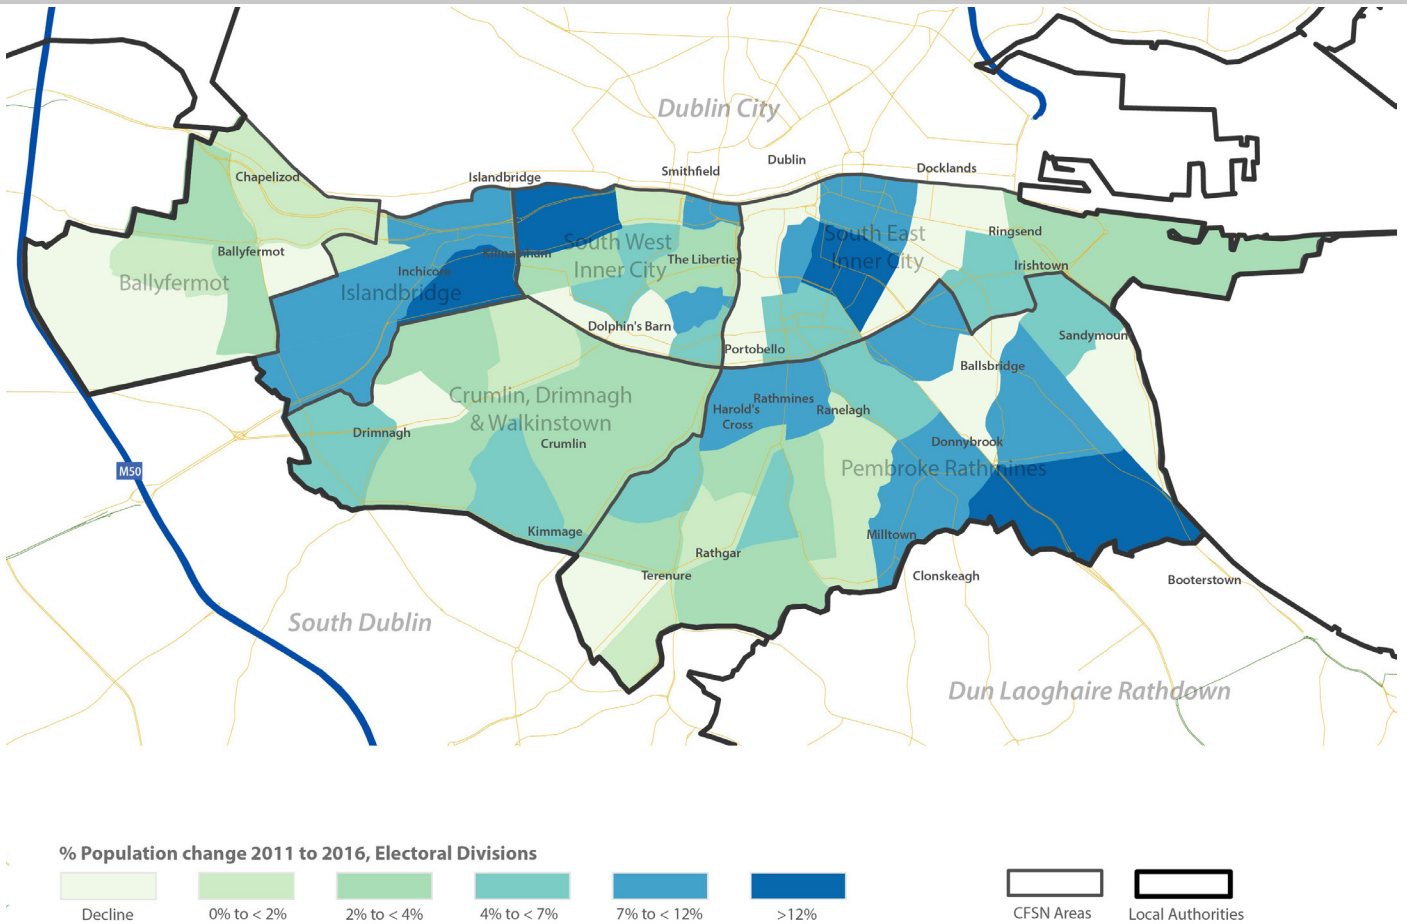 Dublin City
Dublin
Smithfield
Docklands
Chapelizod
Islandbridge
Ringsend
South East
Inner City
South West
Inner City
Ballyfermot
Kilmainham
The Liberties
Irishtown
Inchicore
Ballyfermot
Islandbridge
Dolphin's Barn
Sandymoun
Portobello
Ballsbridge
Crumlin, Drimnagh
& Walkinstown
Rathmines
Harold's
Cross
Ranelagh
Drimnagh
Crumlin
Donnybrook
Pembroke Rathmines
M50
Kimmage
Milltown
Rathgar
Terenure
Clonskeagh
Booterstown
South Dublin
Dun Laoghaire Rathdown
% Population change 2011 to 2016, Electoral Divisions
Decline
0% to < 2%
2% to < 4%
4% to < 7%
7% to < 12%
>12%
CFSN Areas
Local Authorities